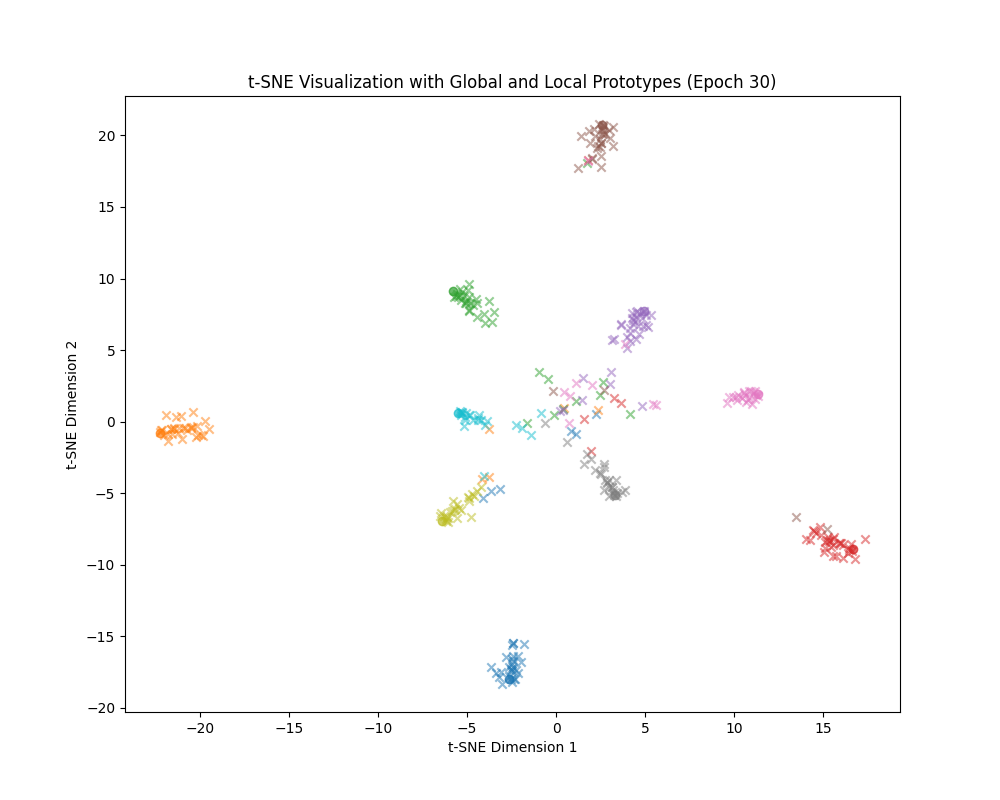 t-SNE Visualization with Global and Local Prototypes (Epoch 30)
20
15
10
5
0
−5
−10
−15
−20
t-SNE Dimension 2
−20 −15 −10 −5 0 5 10 15
t-SNE Dimension 1